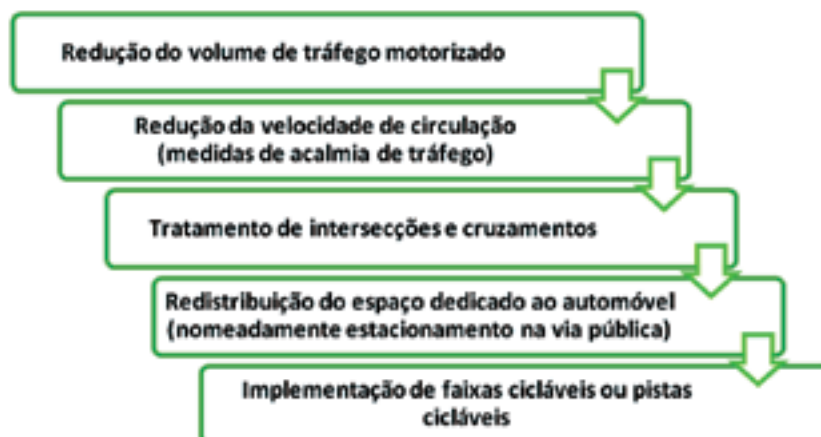 Redução do volume de tráfego motorizado
Redução da velocidade de circulação
(medidas de acalmia de tráfego)
Tratamento de intersecções e cruzamentos
Redistribuição do espaço dedicado ao automóvel
(nomeadamente estacionamento na via pública)
Implementação de faixas cicláveis ou pistas
cicláveis